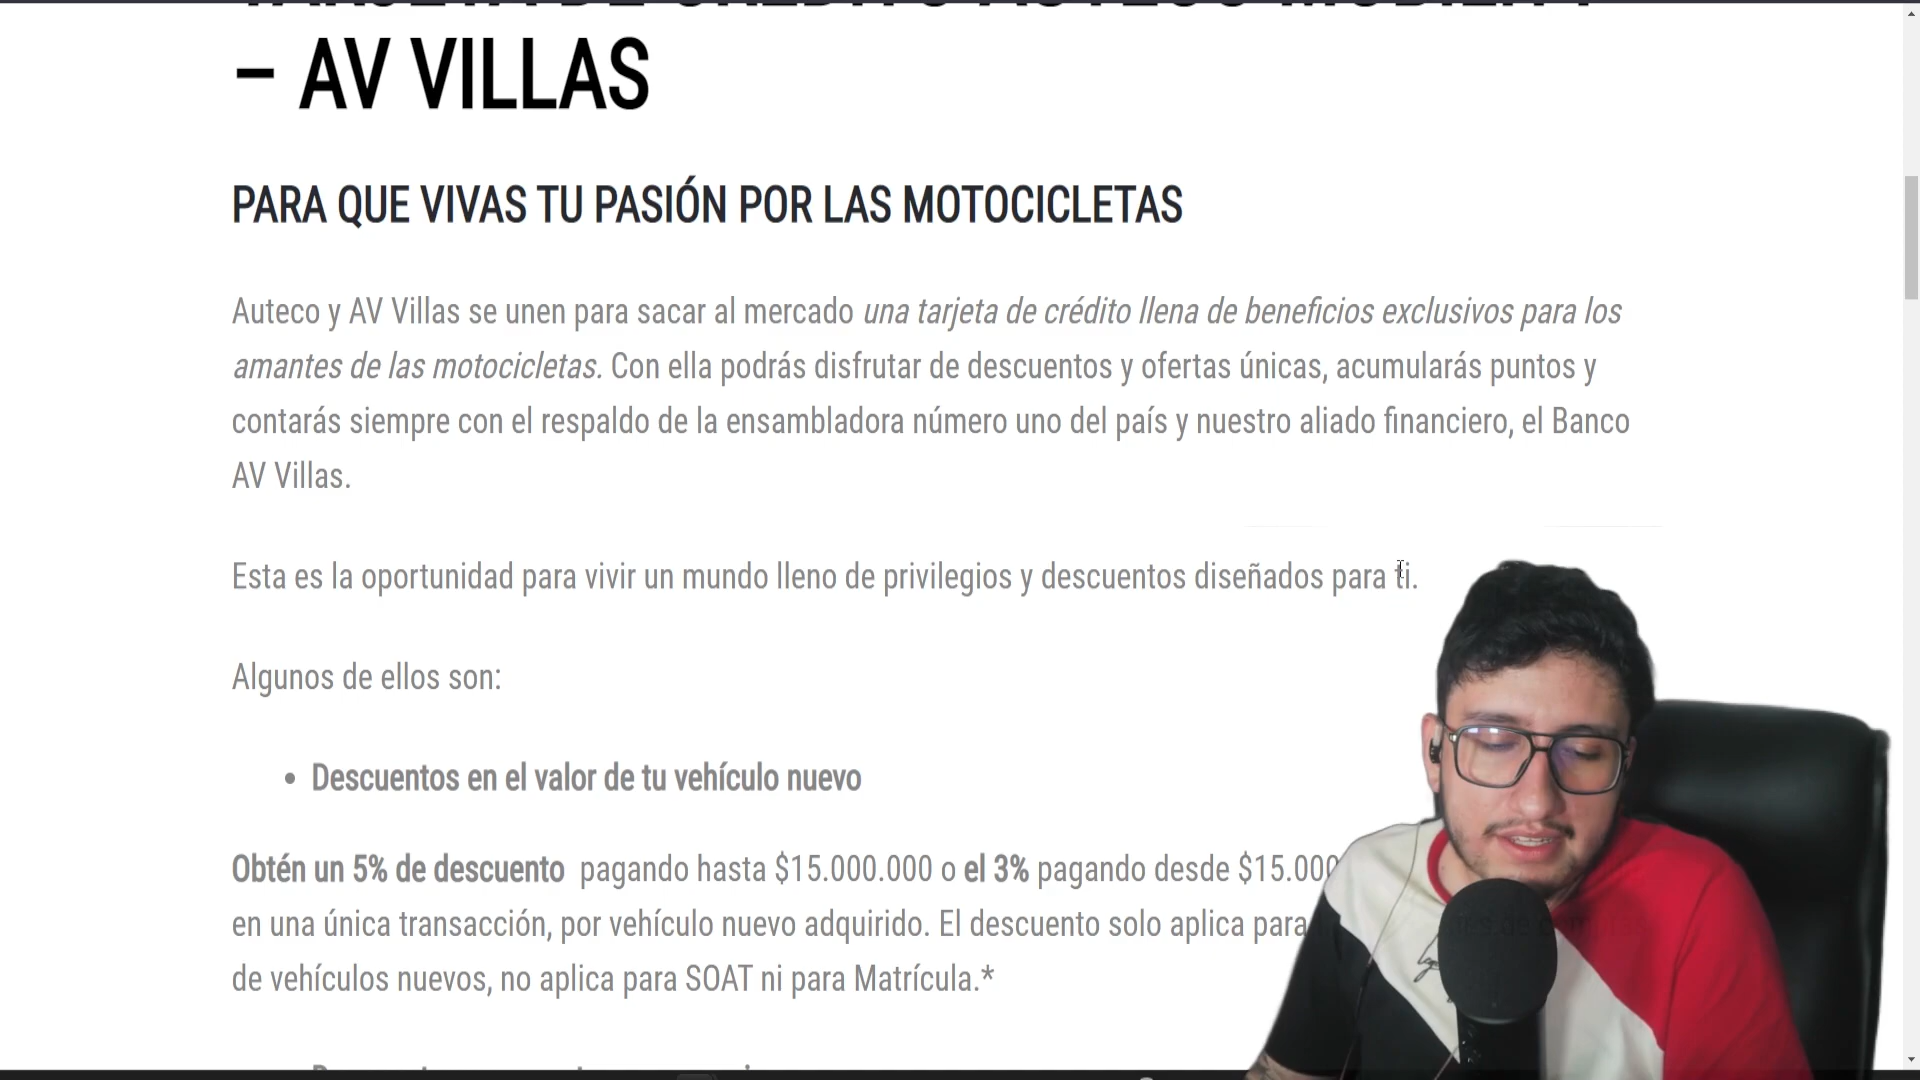 TARJETA DE CRÉDITO AUTECO MOBILITY
– AV VILLAS
PARA QUE VIVAS TU PASIÓN POR LAS MOTOCICLETAS
Auteco y AV Villas se unen para sacar al mercado una tarjeta de crédito llena de beneficios exclusivos para los
amantes de las motocicletas. Con ella podrás disfrutar de descuentos y ofertas únicas, acumularás puntos y
contarás siempre con el respaldo de la ensambladora número uno del país y nuestro aliado financiero, el Banco
AV Villas.
Esta es la oportunidad para vivir un mundo lleno de privilegios y descuentos diseñados para ti.
Algunos de ellos son:
• Descuentos en el valor de tu vehículo nuevo
Obtén un 5% de descuento pagando hasta $15.000.000 o el 3% pagando desde $15.000
en una única transacción, por vehículo nuevo adquirido. El descuento solo aplica para
de vehículos nuevos, no aplica para SOAT ni para Matrícula.*